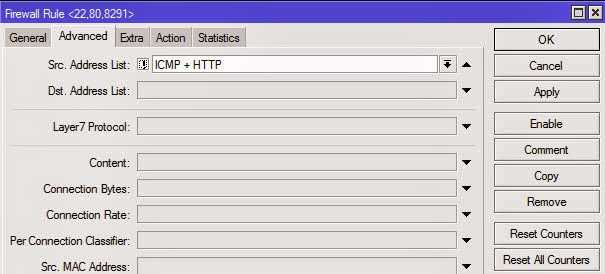 Firewall Rule <22,80,8291>
General Advanced Extra Action Statistics
Src. Address List: ! ICMP + HTTP
Dst. Address List:
Layer7 Protocol:
Content:
Connection Bytes:
Connection Rate:
Per Connection Classifier:
Src. MAC Address:
OK
Cancel
Apply
Enable
Comment
Copy
Remove
Reset Counters
Reset All Counters